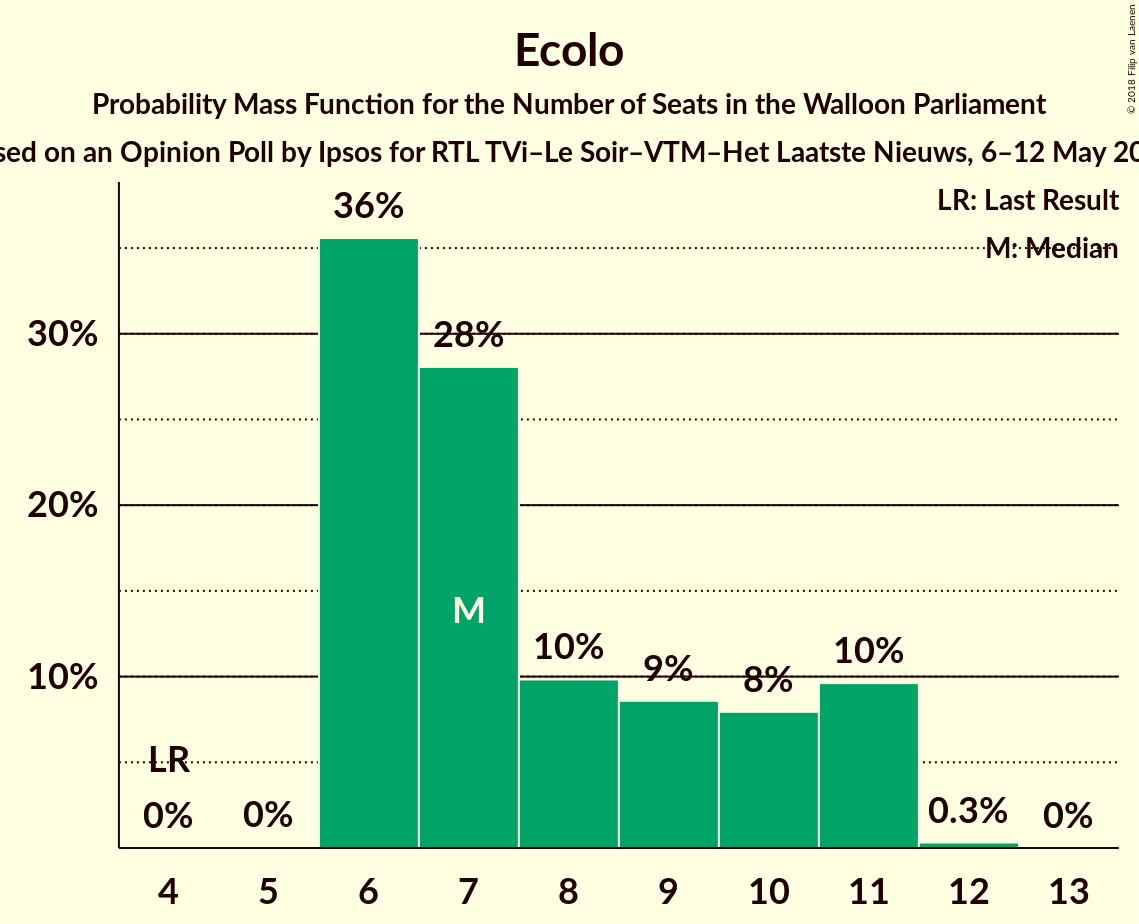 Ecolo
Probability Mass Function for the Number of Seats in the Walloon Parliament
on an Opinion Poll by Ipsos for RTL TVi–Le Soir–VTM–Het Laatste Nieuws, 6–12 May
© 2018 Filip van Laenen
LR: Last Result
M: Median
36%
30%
28%
20%
M
10%
10%
9%
8%
10%
LR
0%
0%
0.3%
0%
4 5 6 7 8 9 10 11 12 13